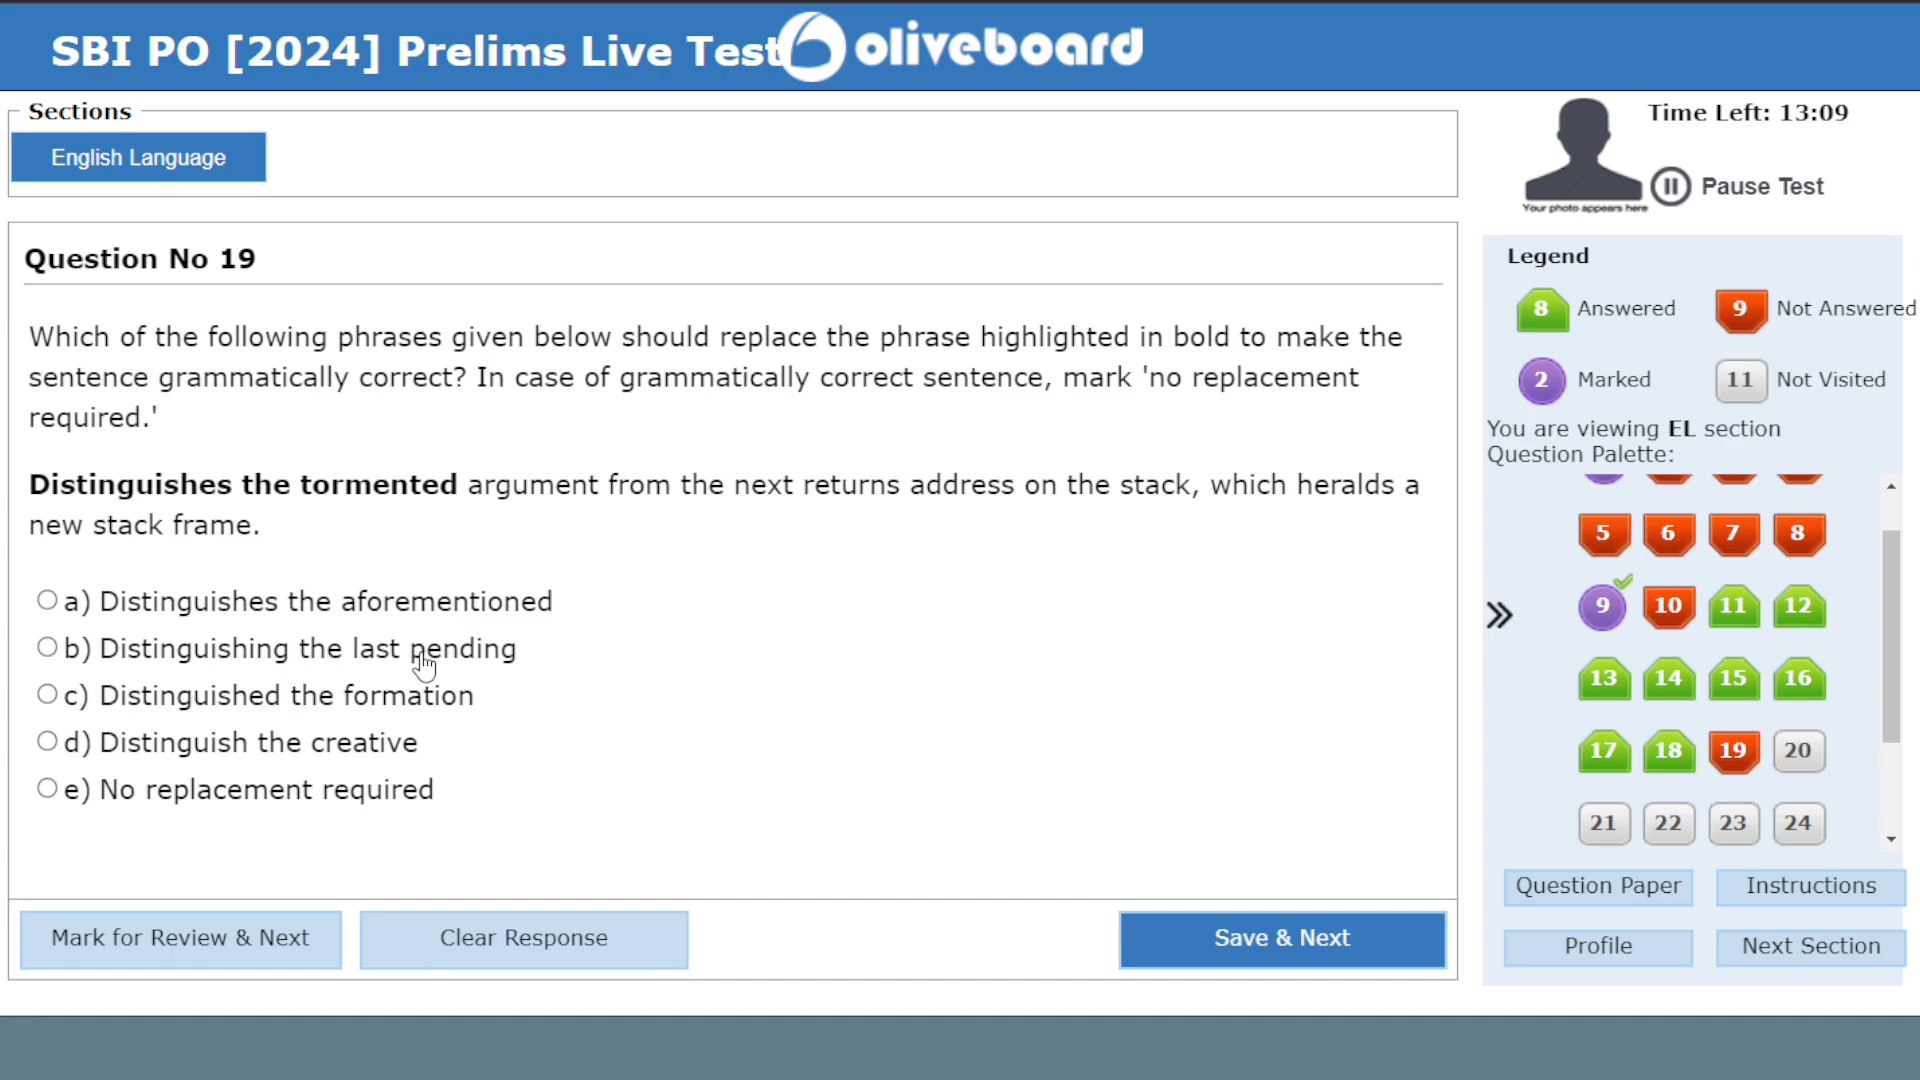 SBI PO [2024] Prelims Live Test
oliveboard
Sections
English Language
Time Left: 13:09
Your photo appears here
Pause Test
Question No 19
Which of the following phrases given below should replace the phrase highlighted in bold to make the
sentence grammatically correct? In case of grammatically correct sentence, mark 'no replacement
required.'
Distinguishes the tormented argument from the next returns address on the stack, which heralds a
new stack frame.
a) Distinguishes the aforementioned
b) Distinguishing the last pending
c) Distinguished the formation
d) Distinguish the creative
e) No replacement required
Mark for Review & Next
Clear Response
Save & Next
Legend
8 Answered
9 Not Answered
2 Marked
11 Not Visited
You are viewing EL section
Question Palette:
5 6 7 8
9 10 11 12
13 14 15 16
17 18 19 20
21 22 23 24
Question Paper
Instructions
Profile
Next Section